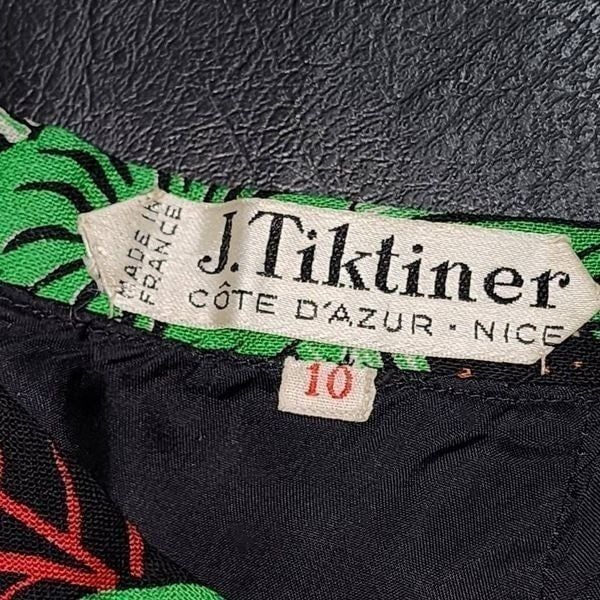 MADE IN
FRANCE
J. Tiktiner
CÔTE D'AZUR · NICE
10